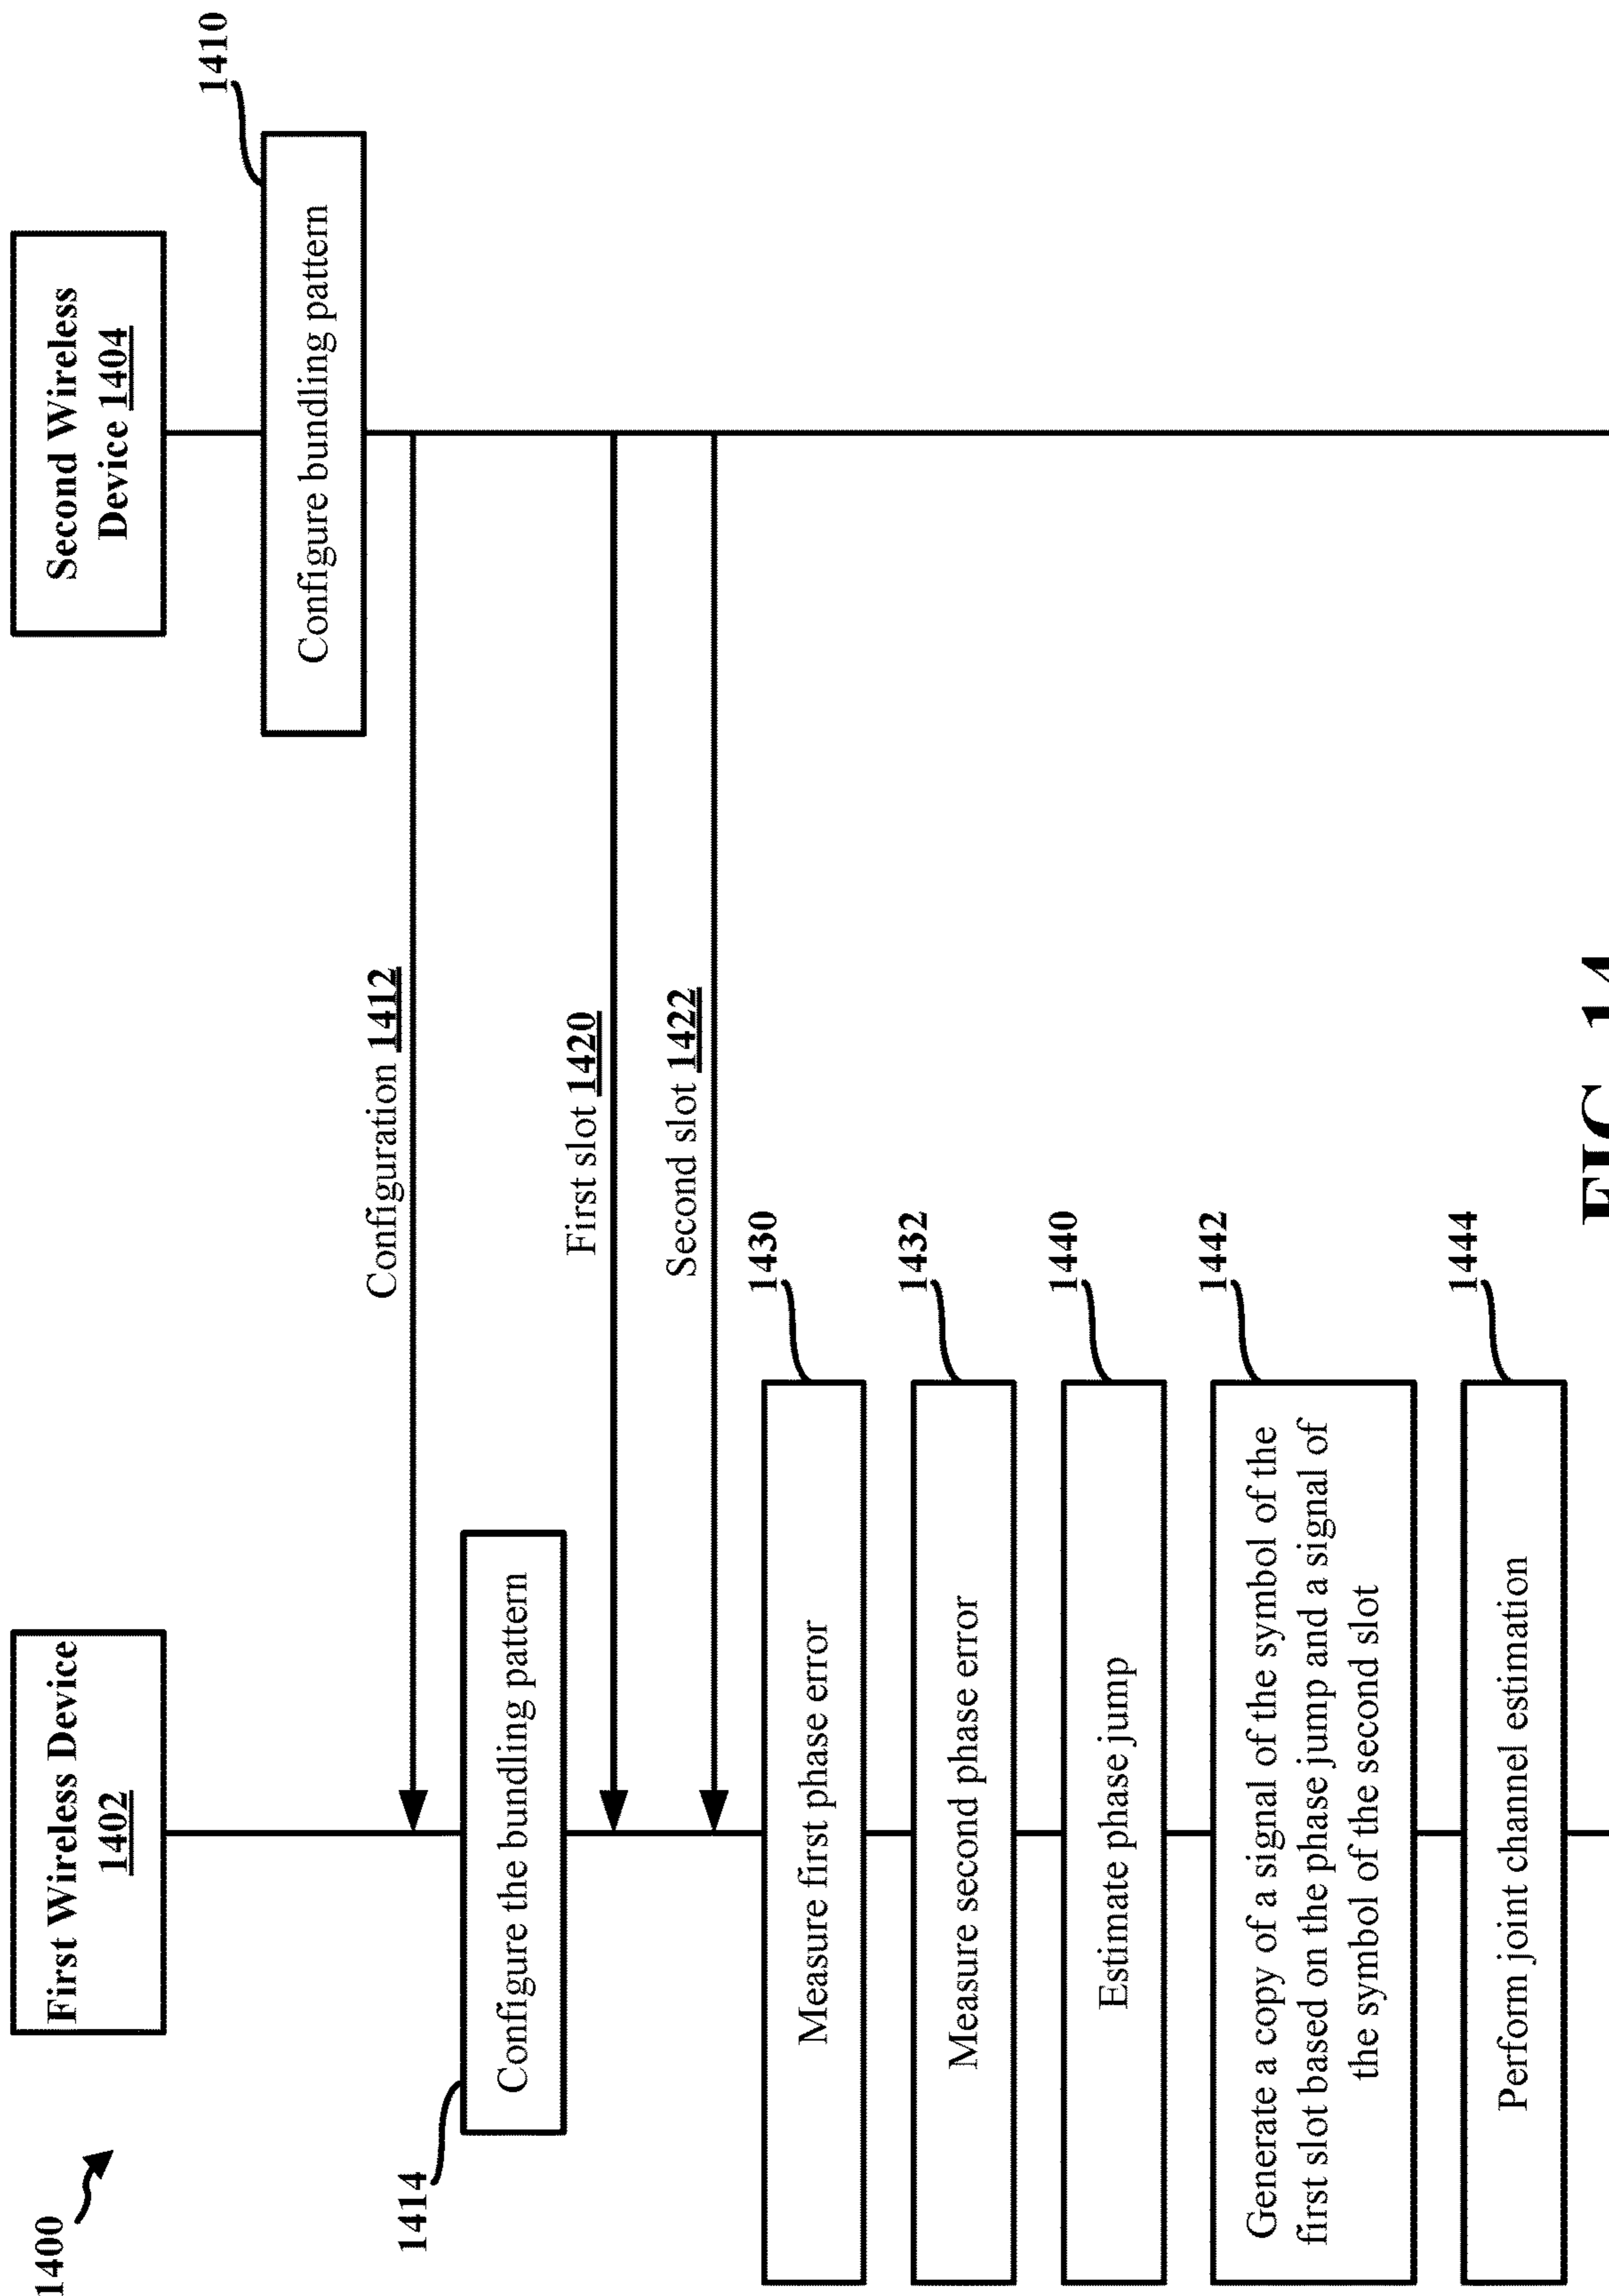 1400
First Wireless Device
1402
Second Wireless
Device 1404
1410
Configure bundling pattern
Configuration 1412
1414
Configure the bundling pattern
First slot 1420
Second slot 1422
1430
Measure first phase error
1432
Measure second phase error
1440
Estimate phase jump
1442
Generate a copy of a signal of the symbol of the
first slot based on the phase jump and a signal of
the symbol of the second slot
1444
Perform joint channel estimation
FIG. 14